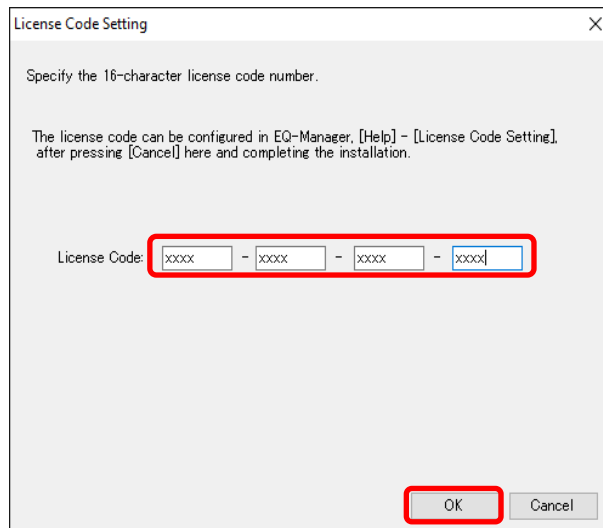 License Code Setting
Specify the 16-character license code number.
The license code can be configured in EQ-Manager, [Help] - [License Code Setting],
after pressing [Cancel] here and completing the installation.
License Code: xxxx - xxxx - xxxx - xxxx
OK Cancel